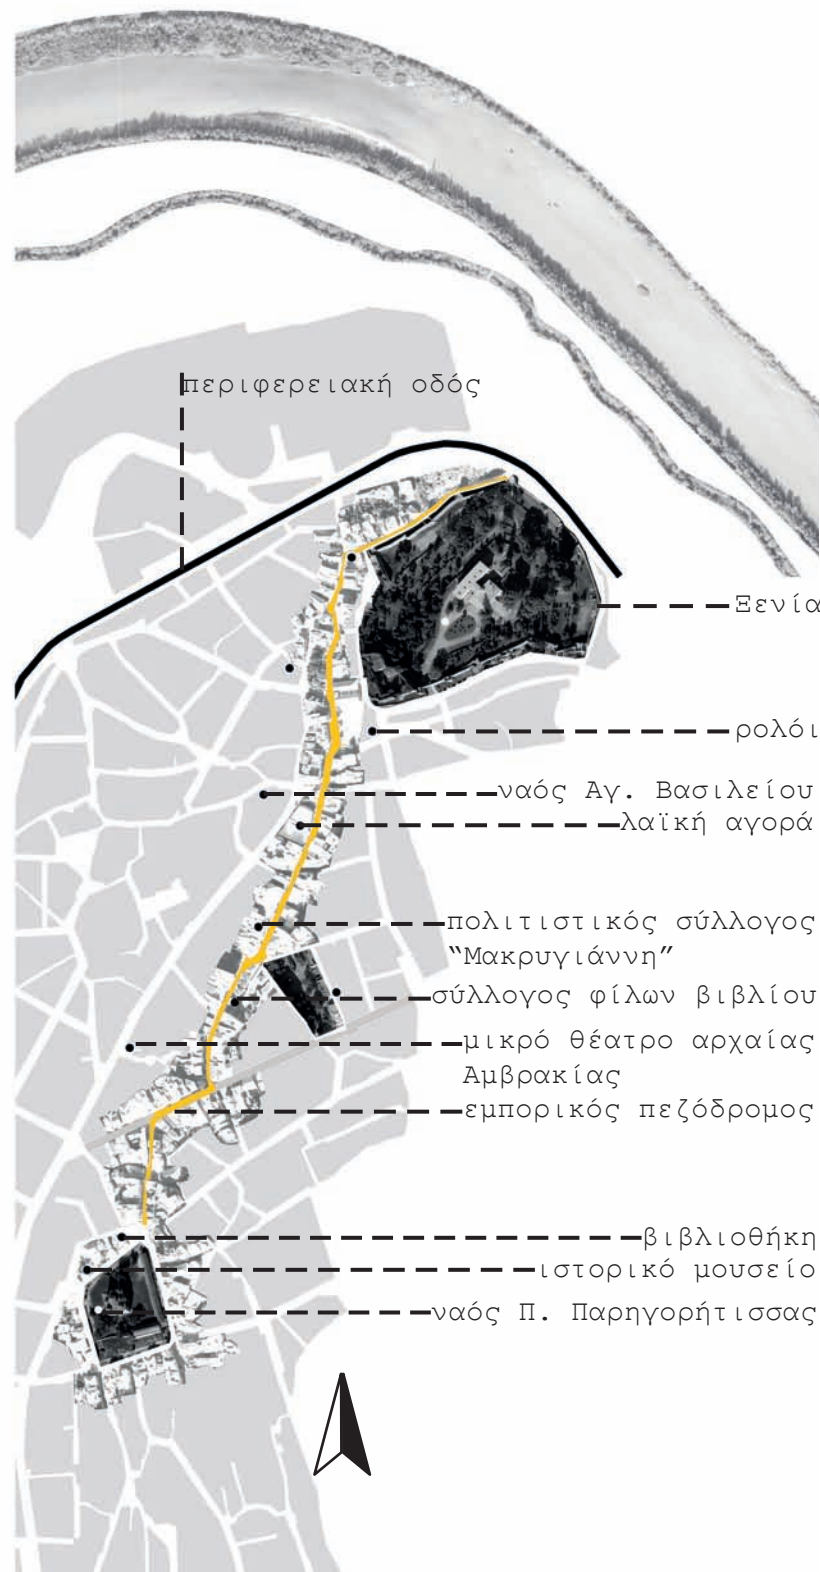 περιφερειακή οδός
Ξενία
ρολόι
ναός Αγ. Βασιλείου
λαϊκή αγορά
πολιτιστικός σύλλογος
"Μακρυγιάννη"
σύλλογος φίλων βιβλίου
μικρό θέατρο αρχαίας
Αμβρακίας
εμπορικός πεζόδρομος
βιβλιοθήκη
ιστορικό μουσείο
ναός Π. Παρηγορήτισσας